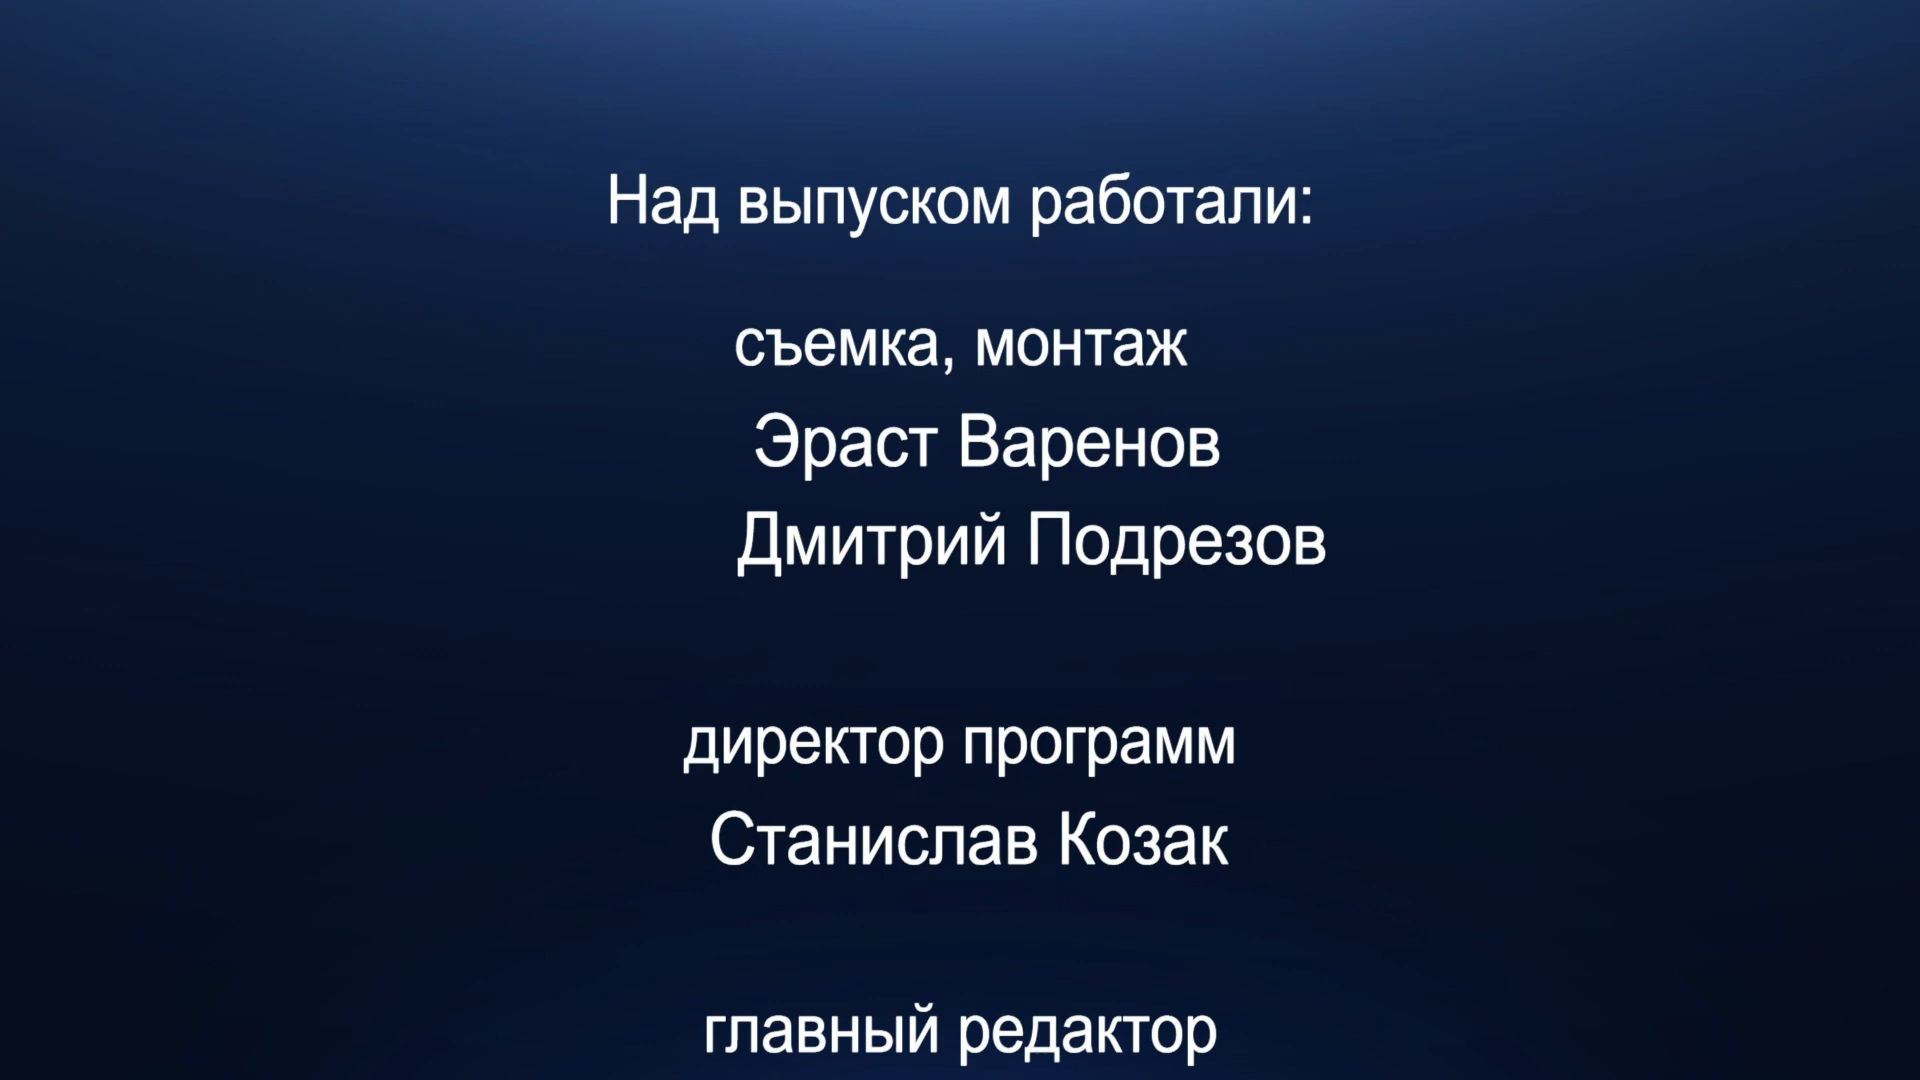 Над выпуском работали:
съемка, монтаж
Эраст Варенов
Дмитрий Подрезов
директор программ
Станислав Козак
главный редактор